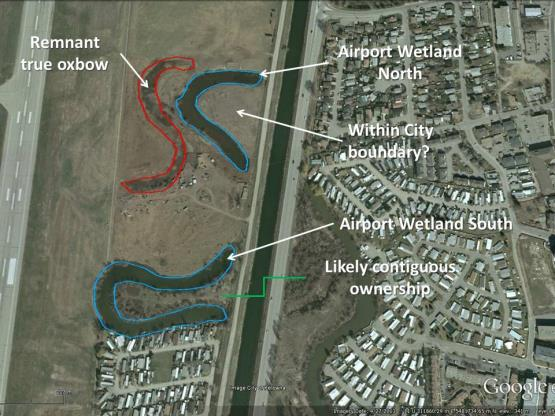 Remnant
true oxbow
Airport Wetland
North
Within City
boundary?
Airport Wetland South
Likely contiguous
ownership
Google